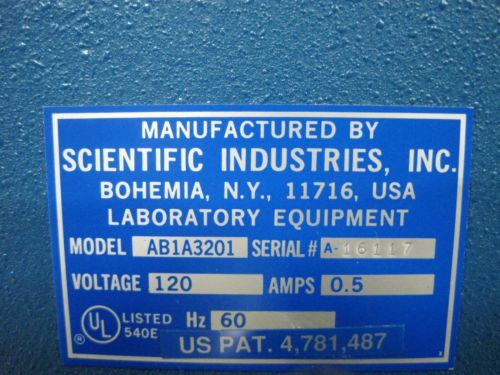 MANUFACTURED BY
SCIENTIFIC INDUSTRIES, INC.
BOHEMIA, N.Y., 11716, USA
LABORATORY EQUIPMENT
MODEL AB1A3201 SERIAL # A-16117
VOLTAGE 120 AMPS 0.5
UL LISTED 540E Hz 60
®
US PAT. 4,781,487